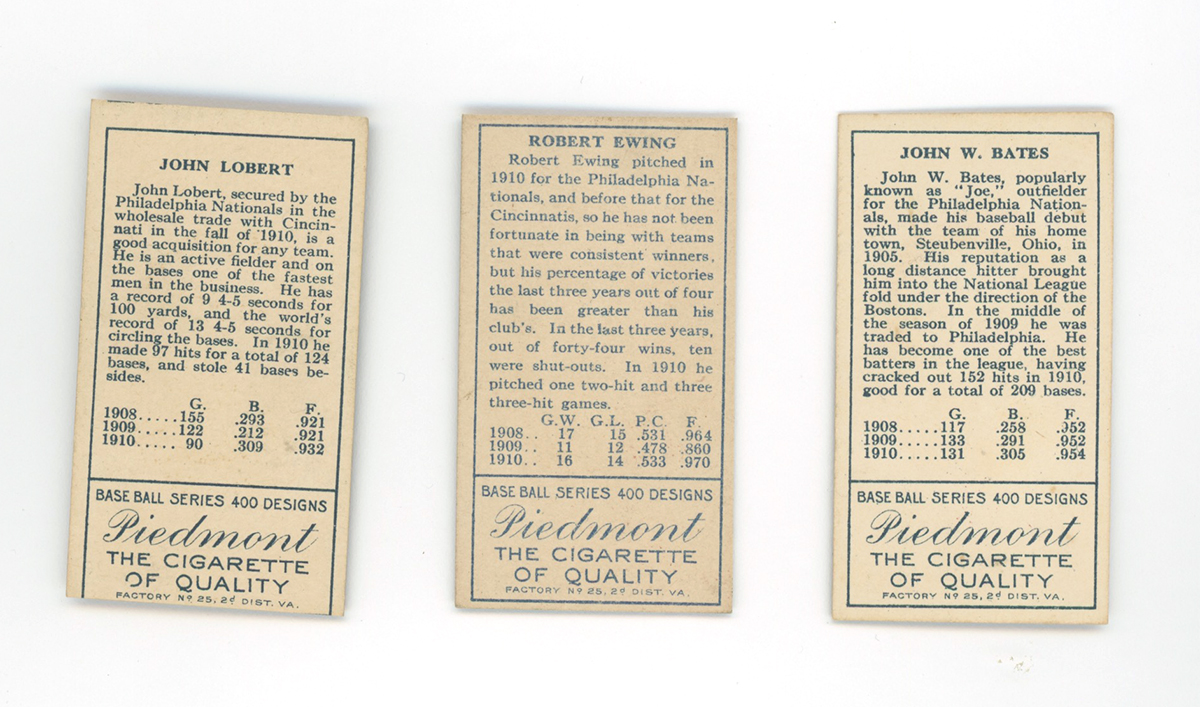 JOHN LOBERT
John Lobert, secured by the
Philadelphia Nationals in the
wholesale trade with Cincin-
nati in the fall of 1910, is a
good acquisition for any team.
He is an active fielder and on
the bases one of the fastest
men in the business. He has
a record of 9 4-5 seconds for
100 yards, and the world's
record of 13 4-5 seconds for
circling the bases. In 1910 he
made 97 hits for a total of 124
bases, and stole 41 bases be-
sides.
G. B. F.
1908.....155 .293 .921
1909.....122 .212 .921
1910..... 90 .309 .932
BASE BALL SERIES 400 DESIGNS
Piedmont
THE CIGARETTE
OF QUALITY
FACTORY Nº 25, 2d DIST. VA.
ROBERT EWING
Robert Ewing pitched in
1910 for the Philadelphia Na-
tionals, and before that for the
Cincinnatis, so he has not been
fortunate in being with teams
that were consistent winners,
but his percentage of victories
the last three years out of four
has been greater than his
club's. In the last three years,
out of forty-four wins, ten
were shut-outs. In 1910 he
pitched one two-hit and three
three-hit games.
G.W. G.L. P.C. F.
1908.. 17 15 .531 .964
1909.. 11 12 .478 .860
1910.. 16 14 .533 .970
BASE BALL SERIES 400 DESIGNS
Piedmont
THE CIGARETTE
OF QUALITY
FACTORY Nº 25, 2d DIST. VA.
JOHN W. BATES
John W. Bates, popularly
known as "Joe," outfielder
for the Philadelphia Nation-
als, made his baseball debut
with the team of his home
town, Steubenville, Ohio, in
1905. His reputation as a
long distance hitter brought
him into the National League
fold under the direction of the
Bostons. In the middle of
the season of 1909 he was
traded to Philadelphia. He
has become one of the best
batters in the league, having
cracked out 152 hits in 1910,
good for a total of 209 bases.
G. B. F.
1908.....117 .258 .952
1909.....133 .291 .952
1910.....131 .305 .954
BASE BALL SERIES 400 DESIGNS
Piedmont
THE CIGARETTE
OF QUALITY
FACTORY Nº 25, 2d DIST. VA.